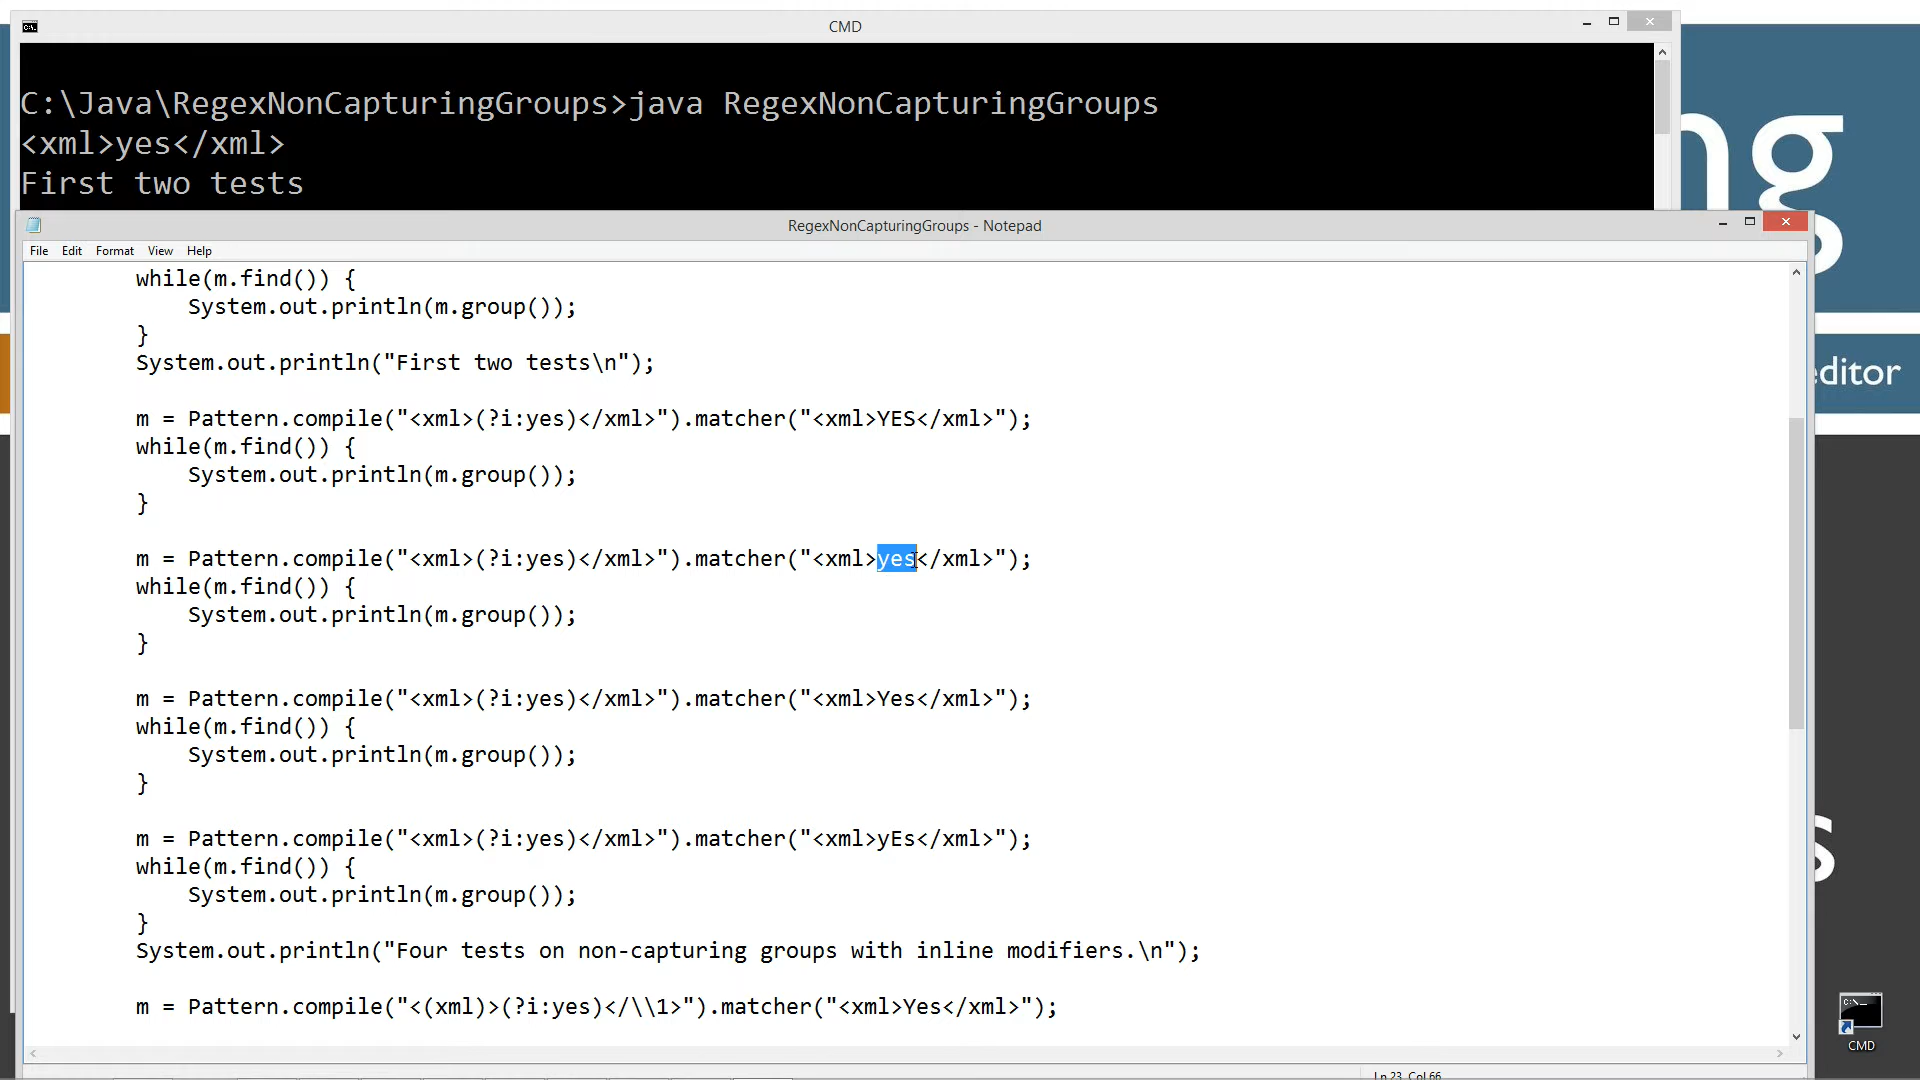 CMD
C:\Java\RegexNonCapturingGroups>java RegexNonCapturingGroups
<xml>yes</xml>
First two tests
ng
RegexNonCapturingGroups - Notepad
File Edit Format View Help
while(m.find()) {
System.out.println(m.group());
}
System.out.println("First two tests\n");
editor
m = Pattern.compile("<xml>(?i:yes)</xml>").matcher("<xml>YES</xml>");
while(m.find()) {
System.out.println(m.group());
}
m = Pattern.compile("<xml>(?i:yes)</xml>").matcher("<xml>yes</xml>");
while(m.find()) {
System.out.println(m.group());
}
m = Pattern.compile("<xml>(?i:yes)</xml>").matcher("<xml>Yes</xml>");
while(m.find()) {
System.out.println(m.group());
}
m = Pattern.compile("<xml>(?i:yes)</xml>").matcher("<xml>yEs</xml>");
while(m.find()) {
System.out.println(m.group());
}
System.out.println("Four tests on non-capturing groups with inline modifiers.\n");
m = Pattern.compile("<(xml)>(?i:yes)</\\1>").matcher("<xml>Yes</xml>");
CMD
Ln 23, Col 66